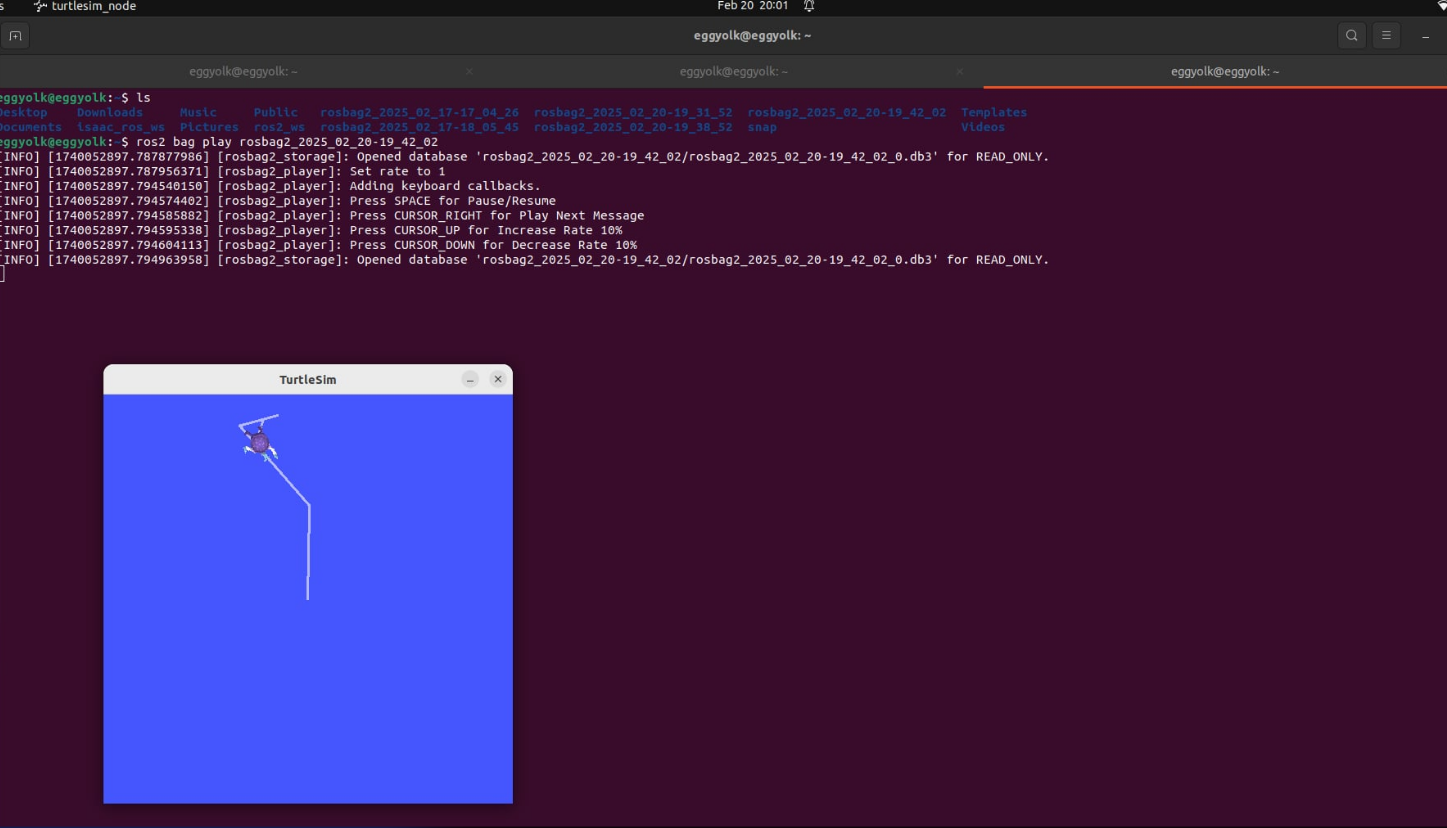 s turtlesim_node Feb 20 20:01
eggyolk@eggyolk: ~
eggyolk@eggyolk: ~ × eggyolk@eggyolk: ~ × eggyolk@eggyolk: ~
eggyolk@eggyolk:~$ ls
Desktop Downloads Music Public rosbag2_2025_02_17-17_04_26 rosbag2_2025_02_20-19_31_52 rosbag2_2025_02_20-19_42_02 Templates
Documents isaac_ros_ws Pictures ros2_ws rosbag2_2025_02_17-18_05_45 rosbag2_2025_02_20-19_38_52 snap Videos
eggyolk@eggyolk:~$ ros2 bag play rosbag2_2025_02_20-19_42_02
[INFO] [1740052897.787877986] [rosbag2_storage]: Opened database 'rosbag2_2025_02_20-19_42_02/rosbag2_2025_02_20-19_42_02_0.db3' for READ_ONLY.
[INFO] [1740052897.787956371] [rosbag2_player]: Set rate to 1
[INFO] [1740052897.794540150] [rosbag2_player]: Adding keyboard callbacks.
[INFO] [1740052897.794574402] [rosbag2_player]: Press SPACE for Pause/Resume
[INFO] [1740052897.794585882] [rosbag2_player]: Press CURSOR_RIGHT for Play Next Message
[INFO] [1740052897.794595338] [rosbag2_player]: Press CURSOR_UP for Increase Rate 10%
[INFO] [1740052897.794604113] [rosbag2_player]: Press CURSOR_DOWN for Decrease Rate 10%
[INFO] [1740052897.794963958] [rosbag2_storage]: Opened database 'rosbag2_2025_02_20-19_42_02/rosbag2_2025_02_20-19_42_02_0.db3' for READ_ONLY.
TurtleSim